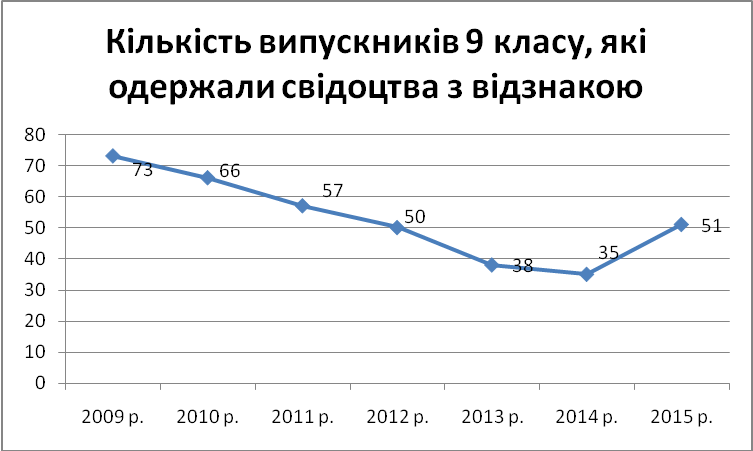 Кількість випускників 9 класу, які
одержали свідоцтва з відзнакою
80
70
60
50
40
30
20
10
0
73
66
57
50
38
35
51
2009 р.
2010 р.
2011 р.
2012 р.
2013 р.
2014 р.
2015 р.